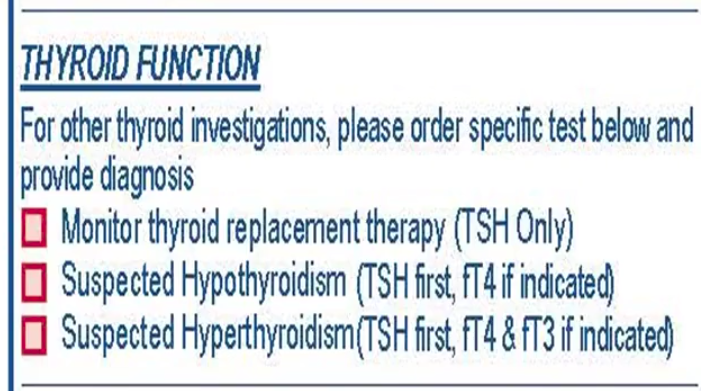 THYROID FUNCTION
For other thyroid investigations, please order specific test below and
provide diagnosis
Monitor thyroid replacement therapy (TSH Only)
Suspected Hypothyroidism (TSH first, fT4 if indicated)
Suspected Hyperthyroidism(TSH first, fT4 & fT3 if indicated)